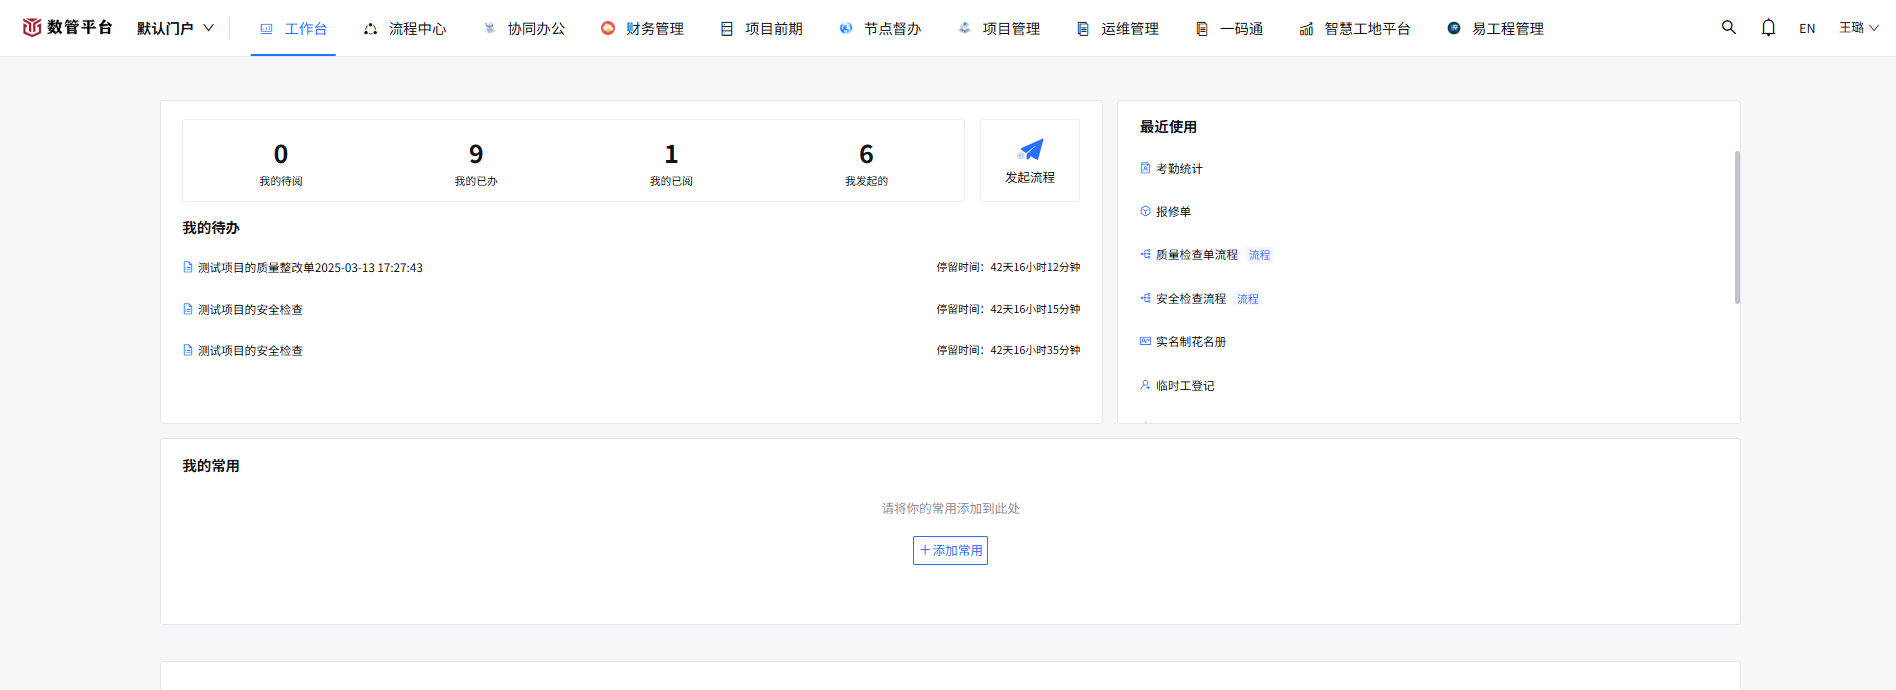 数管平台 默认门户 工作台 流程中心 协同办公 财务管理 项目前期 节点督办 项目管理 运维管理 一码通 智慧工地平台 易工程管理 EN 王璐
0 9 1 6
我的待阅 我的已办 我的已阅 我发起的 发起流程
我的待办
测试项目的质量整改单2025-03-13 17:27:43 停留时间：42天16小时12分钟
测试项目的安全检查 停留时间：42天16小时15分钟
测试项目的安全检查 停留时间：42天16小时35分钟
最近使用
考勤统计
报修单
质量检查单流程 流程
安全检查流程 流程
实名制花名册
临时工登记
我的常用
请将你的常用添加到此处
添加常用